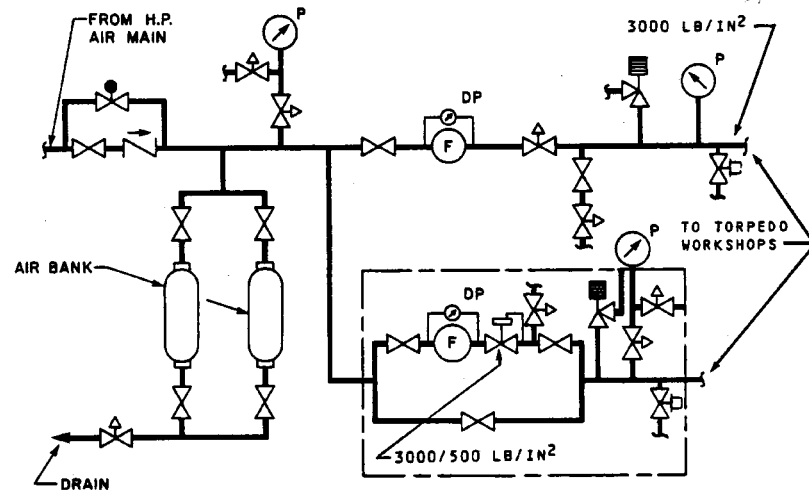 FROM H.P.
AIR MAIN
P
3000 LB/IN²
P
DP
F
TO TORPEDO
WORKSHOPS
P
AIR BANK
DP
F
3000/500 LB/IN²
DRAIN